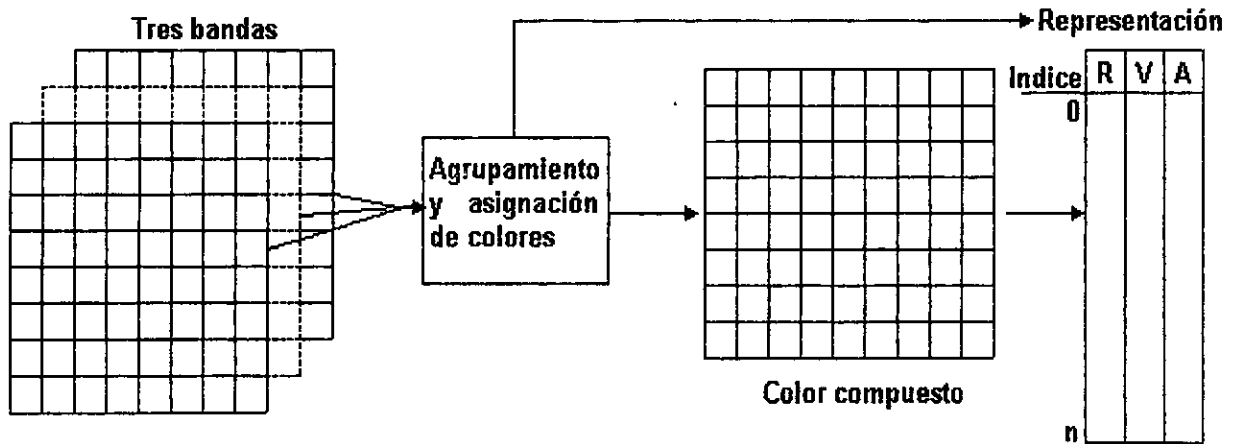 Tres bandas
Representación
Indice R V A
0
Agrupamiento
y asignación
de colores
Color compuesto
n